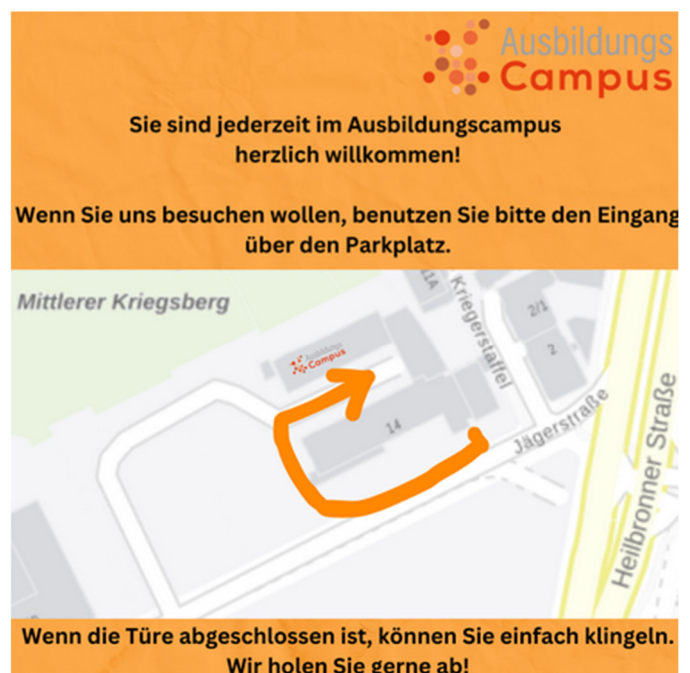 Ausbildungs
Campus
Sie sind jederzeit im Ausbildungscampus
herzlich willkommen!
Wenn Sie uns besuchen wollen, benutzen Sie bitte den Eingang
über den Parkplatz.
Mittlerer Kriegsberg
11A
Kriegerstaffel
2/1
2
Ausbildungs
Campus
14
Jägerstraße
Heilbronner Straße
Wenn die Türe abgeschlossen ist, können Sie einfach klingeln.
Wir holen Sie gerne ab!